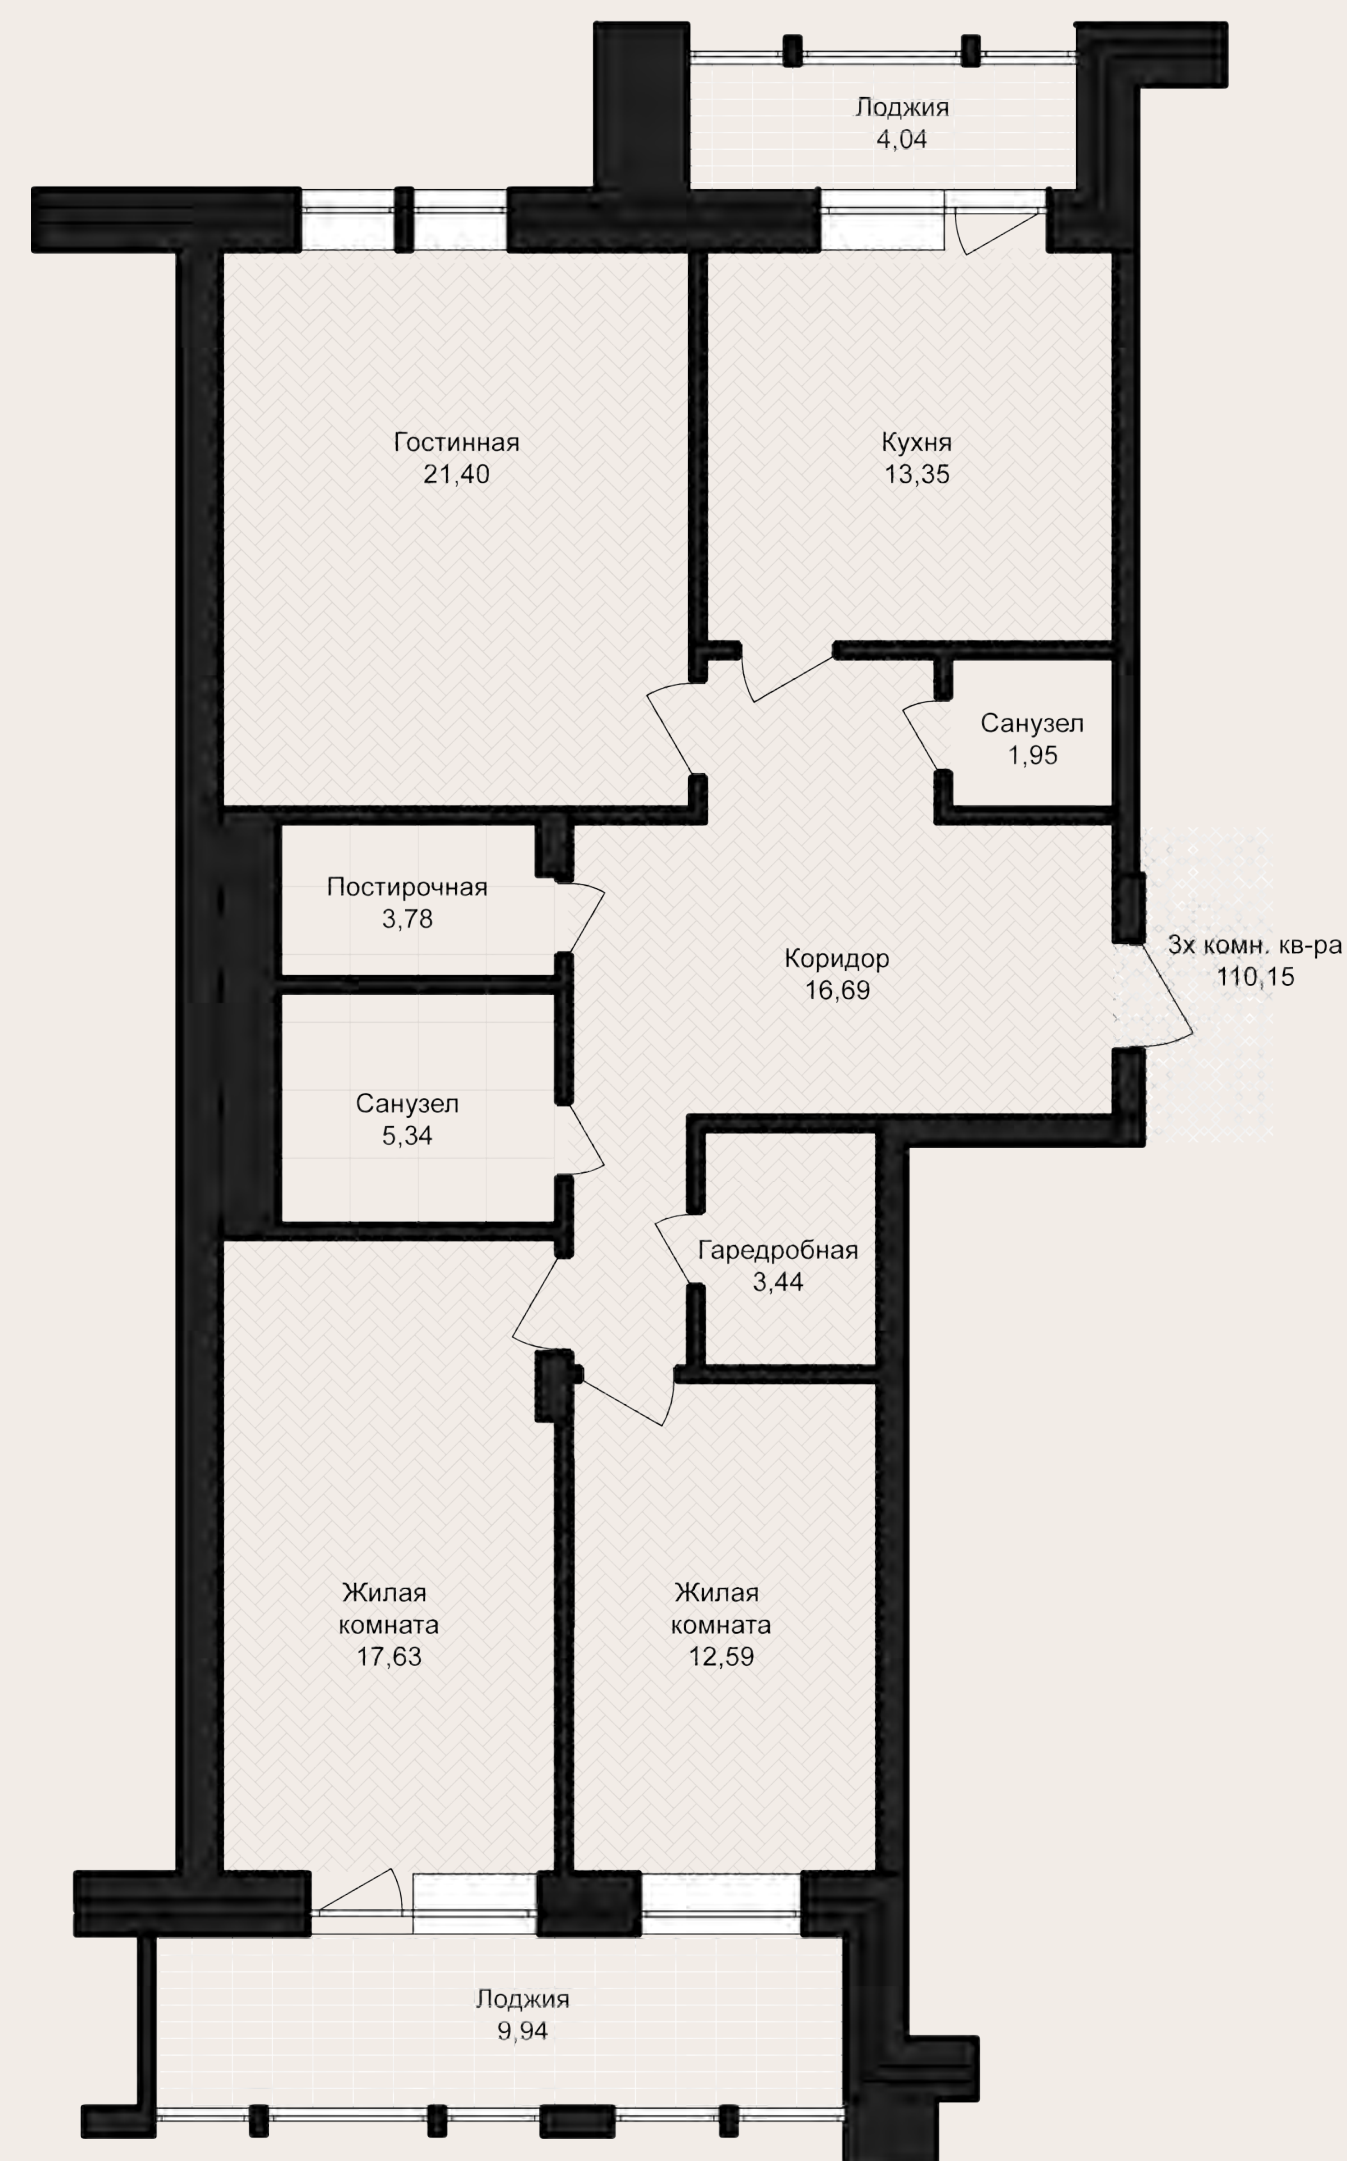 Лоджия
4,04
Гостинная
21,40
Кухня
13,35
Санузел
1,95
Постирочная
3,78
Коридор
16,69
3х комн. кв-ра
110,15
Санузел
5,34
Гаредробная
3,44
Жилая
комната
17,63
Жилая
комната
12,59
Лоджия
9,94